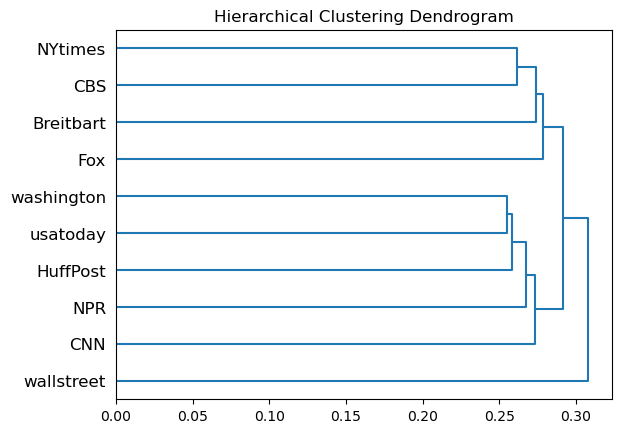 Hierarchical Clustering Dendrogram
NYtimes
CBS
Breitbart
Fox
washington
usatoday
HuffPost
NPR
CNN
wallstreet
0.00 0.05 0.10 0.15 0.20 0.25 0.30